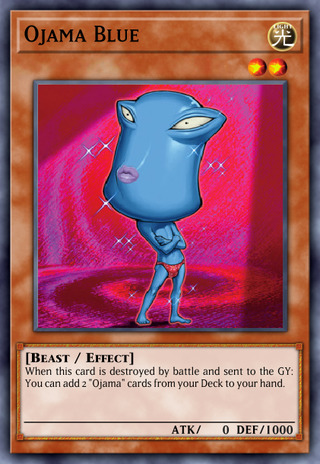 Ojama Blue
LIGHT
光
[Beast / Effect]
When this card is destroyed by battle and sent to the GY:
You can add 2 "Ojama" cards from your Deck to your hand.
ATK/ 0 DEF/1000